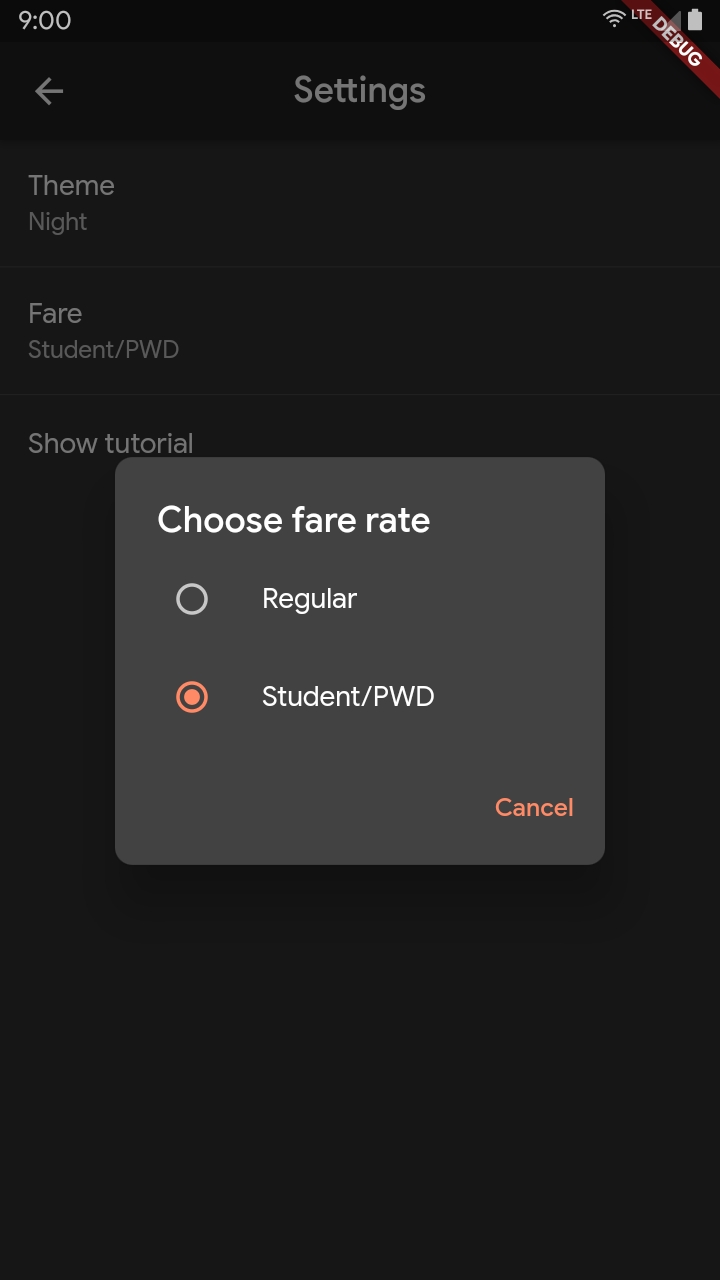 9:00
LTE
DEBUG
Settings
Theme
Night
Fare
Student/PWD
Show tutorial
Choose fare rate
Regular
Student/PWD
Cancel